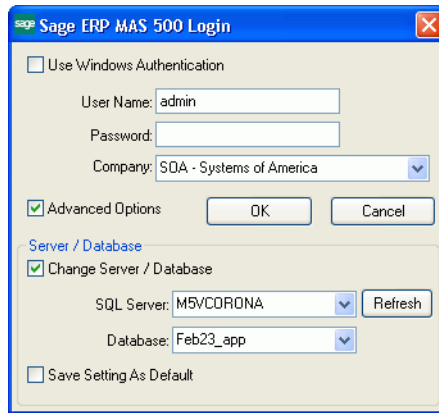 sage Sage ERP MAS 500 Login
Use Windows Authentication
User Name: admin
Password:
Company: SOA - Systems of America
Advanced Options OK Cancel
Server / Database
Change Server / Database
SQL Server: M5VCORONA Refresh
Database: Feb23_app
Save Setting As Default